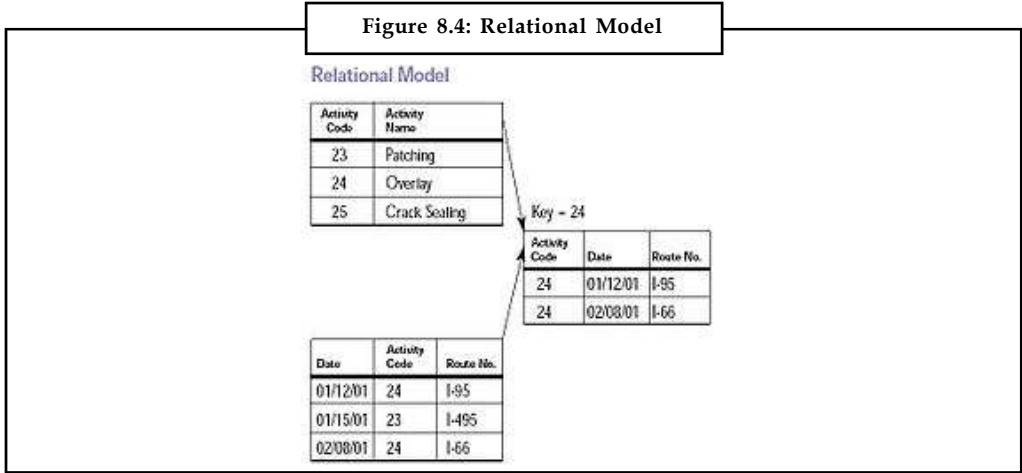 Figure 8.4: Relational Model
Relational Model
Activity Code Activity Name
23 Patching
24 Overlay
25 Crack Sealing
Key = 24
Activity Code Date Route No.
24 01/12/01 I-95
24 02/08/01 I-66
Date Activity Code Route No.
01/12/01 24 I-95
01/15/01 23 I-495
02/08/01 24 I-66